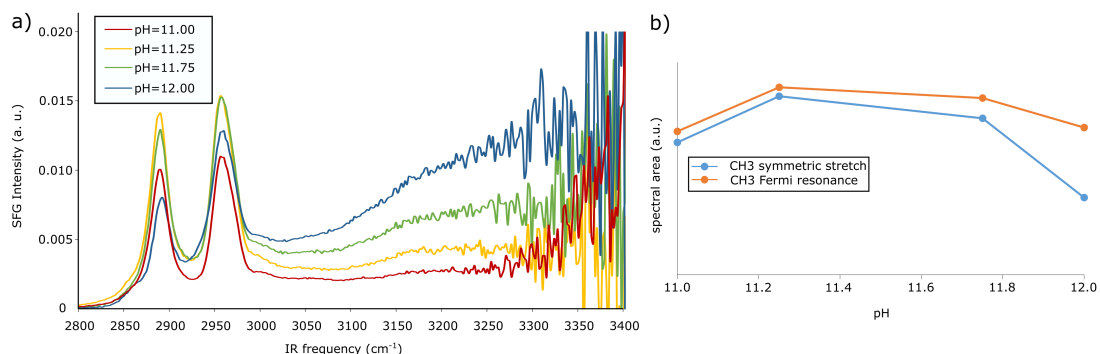 a)
0.020
0.015
0.010
0.005
0
SFG Intensity (a. u.)
pH=11.00
pH=11.25
pH=11.75
pH=12.00
2800 2850 2900 2950 3000 3050 3100 3150 3200 3250 3300 3350 3400
IR frequency (cm⁻¹)
b)
spectral area (a.u.)
CH3 symmetric stretch
CH3 Fermi resonance
11.0 11.2 11.4 11.6 11.8 12.0
pH